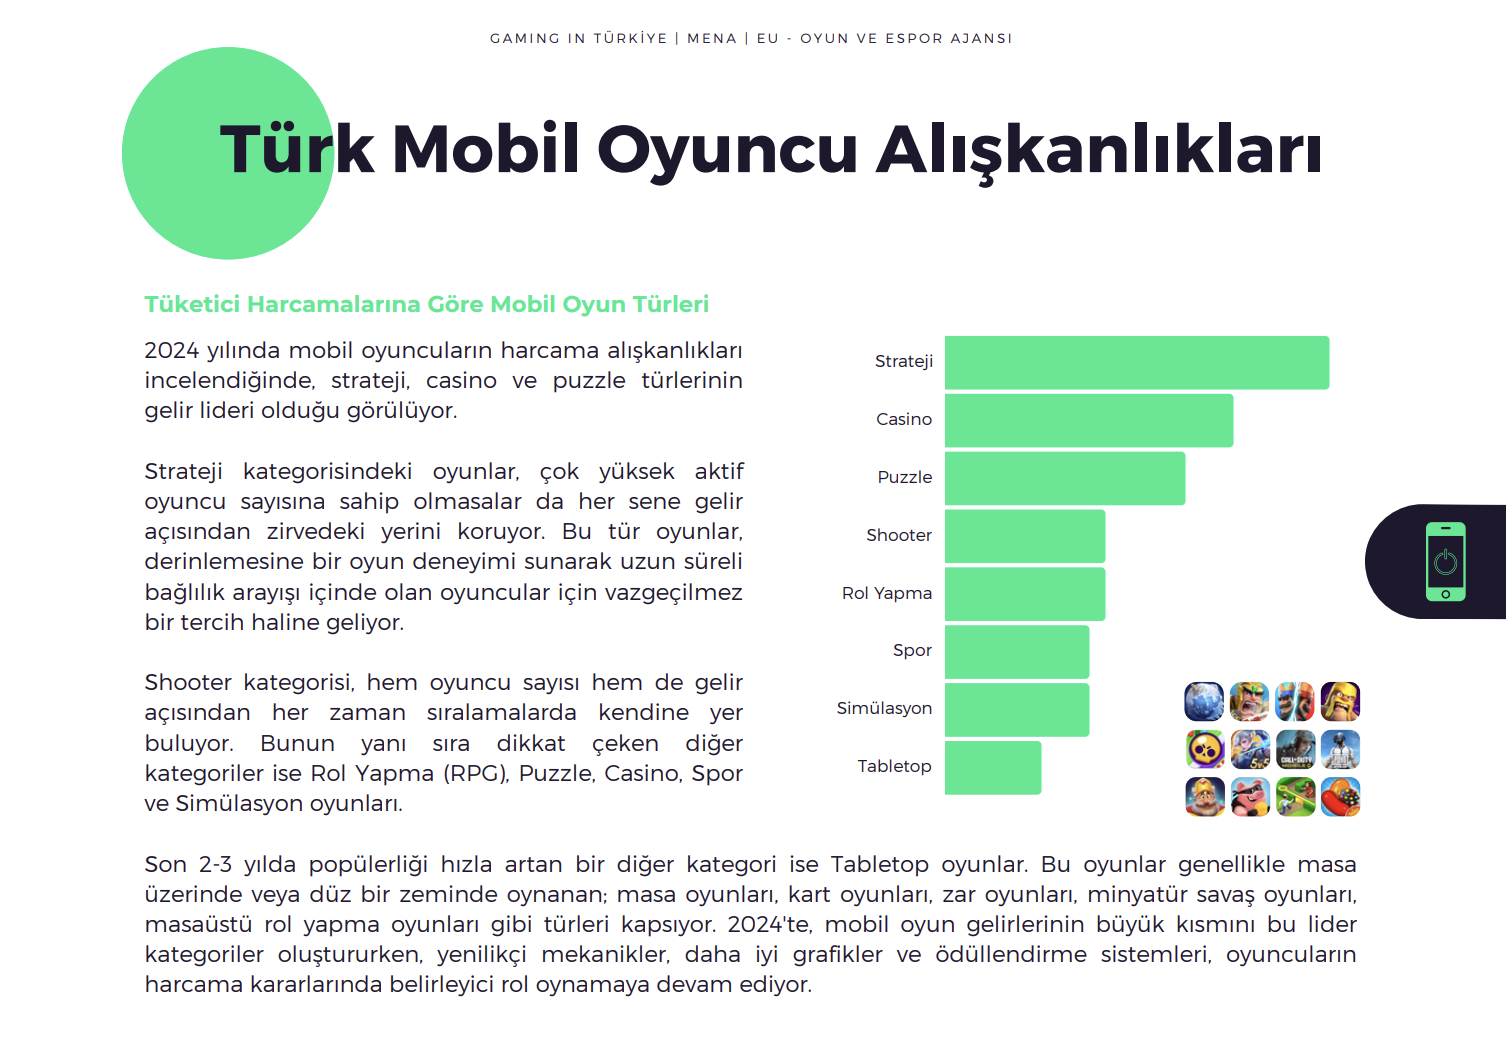 GAMING IN TÜRKİYE | MENA | EU - OYUN VE ESPOR AJANSI
Türk Mobil Oyuncu Alışkanlıkları
Tüketici Harcamalarına Göre Mobil Oyun Türleri
2024 yılında mobil oyuncuların harcama alışkanlıkları
incelendiğinde, strateji, casino ve puzzle türlerinin
gelir lideri olduğu görülüyor.
Strateji kategorisindeki oyunlar, çok yüksek aktif
oyuncu sayısına sahip olmasalar da her sene gelir
açısından zirvedeki yerini koruyor. Bu tür oyunlar,
derinlemesine bir oyun deneyimi sunarak uzun süreli
bağlılık arayışı içinde olan oyuncular için vazgeçilmez
bir tercih haline geliyor.
Shooter kategorisi, hem oyuncu sayısı hem de gelir
açısından her zaman sıralamalarda kendine yer
buluyor. Bunun yanı sıra dikkat çeken diğer
kategoriler ise Rol Yapma (RPG), Puzzle, Casino, Spor
ve Simülasyon oyunları.
Strateji
Casino
Puzzle
Shooter
Rol Yapma
Spor
Simülasyon
Tabletop
5v5
CALL OF DUTY
Son 2-3 yılda popülerliği hızla artan bir diğer kategori ise Tabletop oyunlar. Bu oyunlar genellikle masa
üzerinde veya düz bir zeminde oynanan; masa oyunları, kart oyunları, zar oyunları, minyatür savaş oyunları,
masaüstü rol yapma oyunları gibi türleri kapsıyor. 2024'te, mobil oyun gelirlerinin büyük kısmını bu lider
kategoriler oluştururken, yenilikçi mekanikler, daha iyi grafikler ve ödüllendirme sistemleri, oyuncuların
harcama kararlarında belirleyici rol oynamaya devam ediyor.